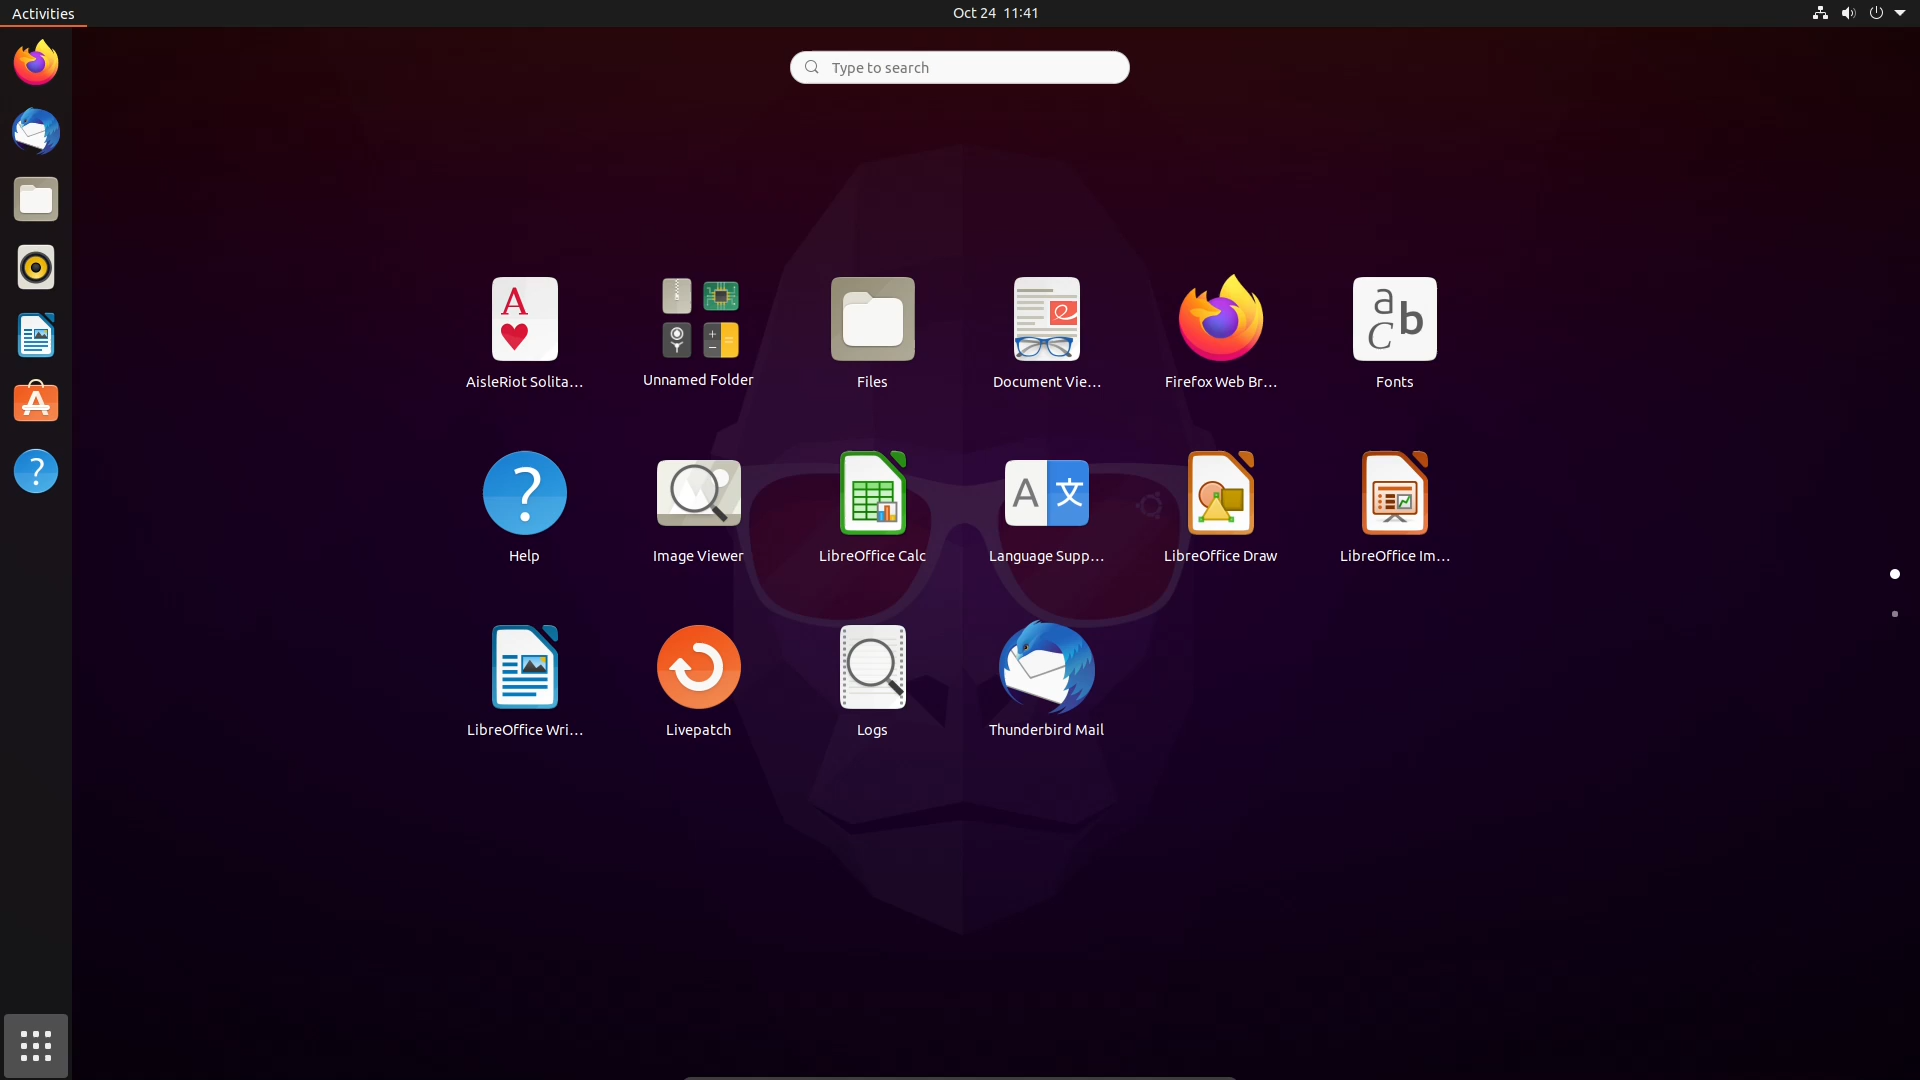 Activities
Oct 24 11:41
Type to search
AisleRiot Solita...
Unnamed Folder
Files
Document Vie...
Firefox Web Br...
Fonts
Help
Image Viewer
LibreOffice Calc
Language Supp...
LibreOffice Draw
LibreOffice Im...
LibreOffice Wri...
Livepatch
Logs
Thunderbird Mail